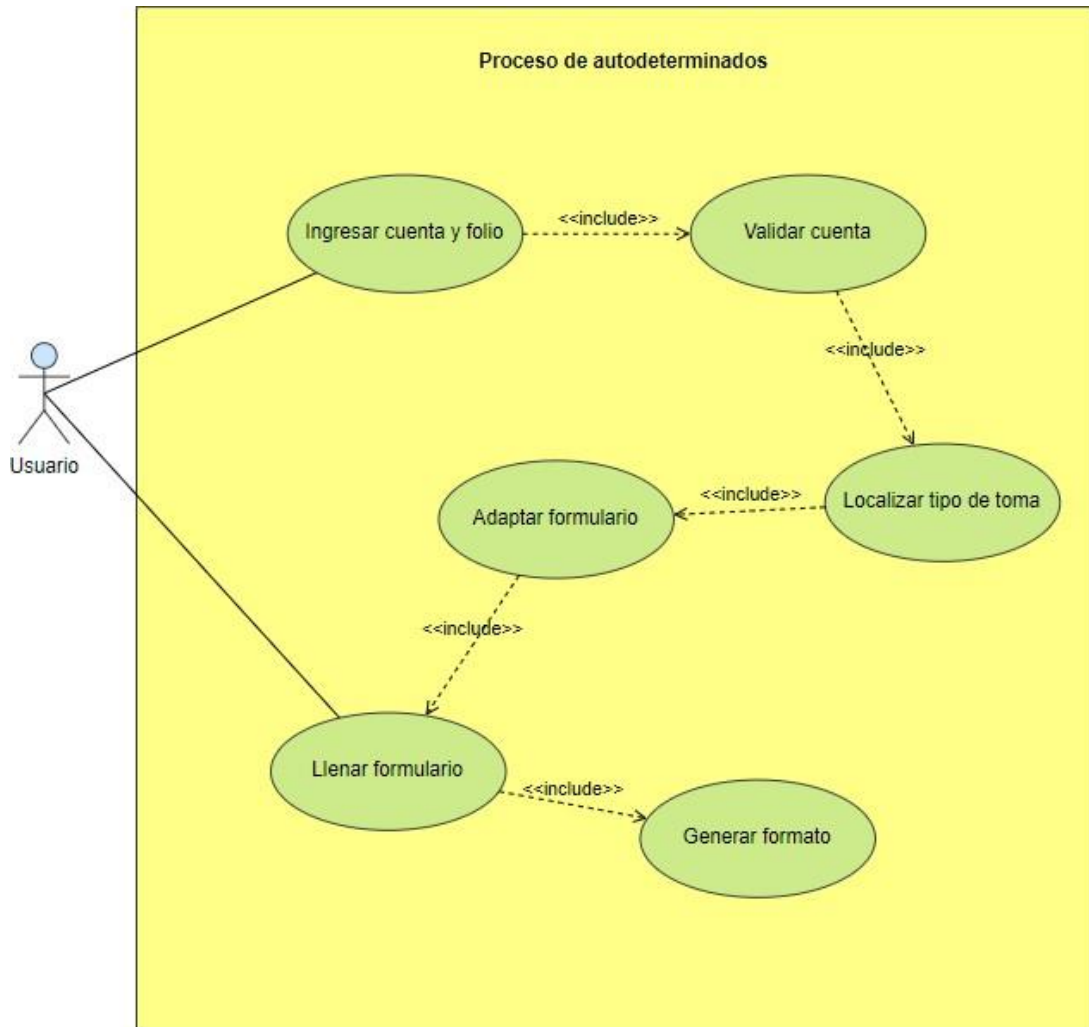 Proceso de autodeterminados
Ingresar cuenta y folio
<<include>>
Validar cuenta
<<include>>
Usuario
Localizar tipo de toma
<<include>>
Adaptar formulario
<<include>>
Llenar formulario
<<include>>
Generar formato